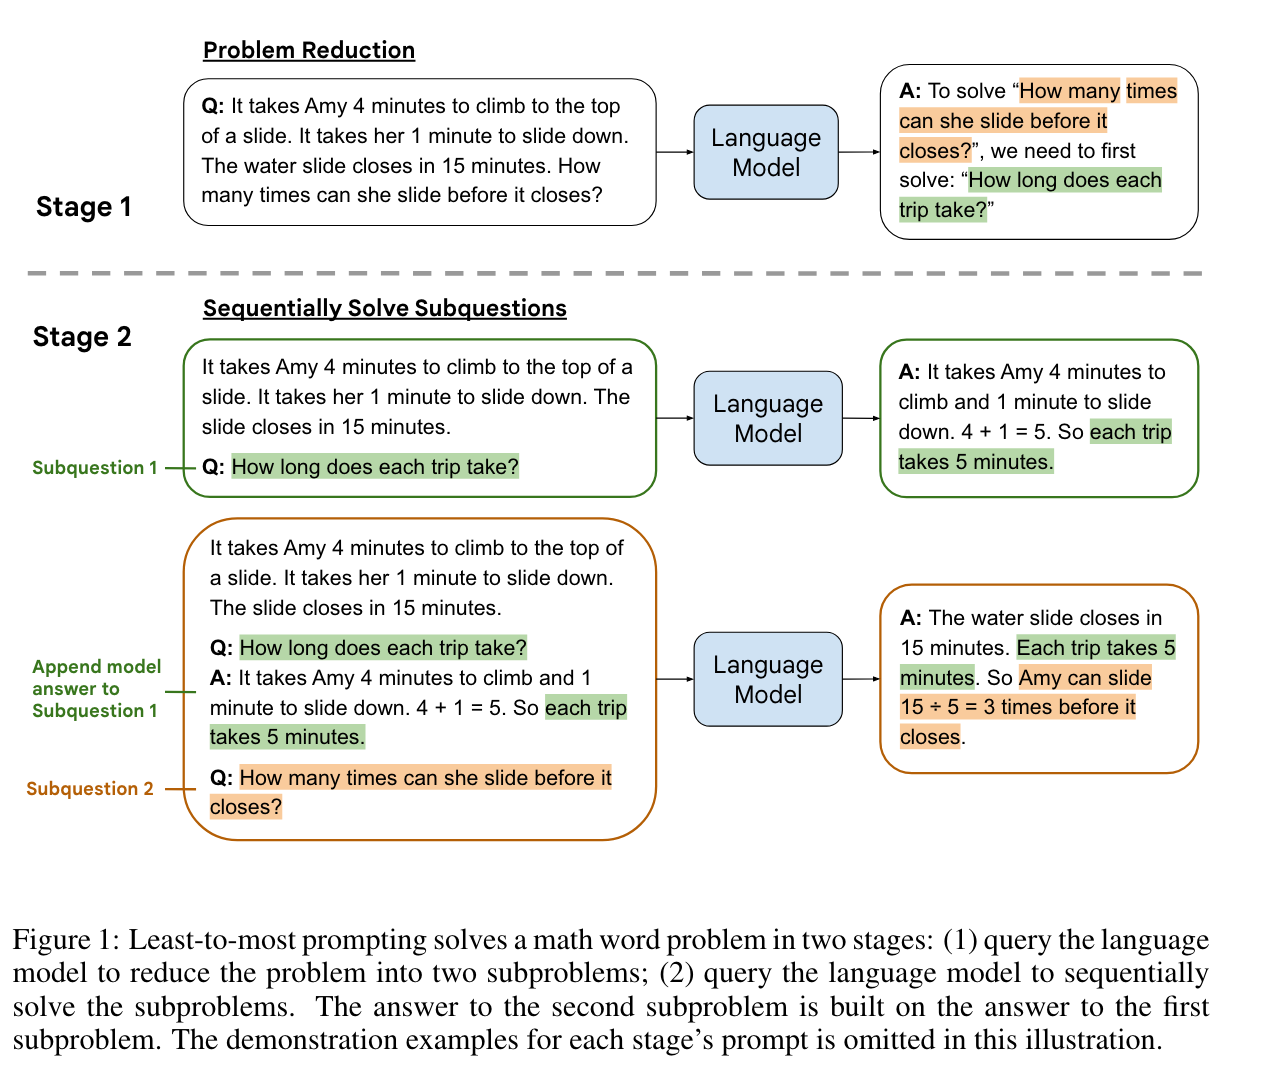 Problem Reduction
Q: It takes Amy 4 minutes to climb to the top
of a slide. It takes her 1 minute to slide down.
The water slide closes in 15 minutes. How
many times can she slide before it closes?
Language
Model
A: To solve “How many times
can she slide before it
closes?”, we need to first
solve: “How long does each
trip take?”
Stage 1
Sequentially Solve Subquestions
Stage 2
It takes Amy 4 minutes to climb to the top of a
slide. It takes her 1 minute to slide down. The
slide closes in 15 minutes.
Subquestion 1
Q: How long does each trip take?
Language
Model
A: It takes Amy 4 minutes to
climb and 1 minute to slide
down. 4 + 1 = 5. So each trip
takes 5 minutes.
It takes Amy 4 minutes to climb to the top of
a slide. It takes her 1 minute to slide down.
The slide closes in 15 minutes.
Q: How long does each trip take?
A: It takes Amy 4 minutes to climb and 1
minute to slide down. 4 + 1 = 5. So each trip
takes 5 minutes.
Append model
answer to
Subquestion 1
Subquestion 2
Q: How many times can she slide before it
closes?
Language
Model
A: The water slide closes in
15 minutes. Each trip takes 5
minutes. So Amy can slide
15 ÷ 5 = 3 times before it
closes.
Figure 1: Least-to-most prompting solves a math word problem in two stages: (1) query the language
model to reduce the problem into two subproblems; (2) query the language model to sequentially
solve the subproblems. The answer to the second subproblem is built on the answer to the first
subproblem. The demonstration examples for each stage’s prompt is omitted in this illustration.